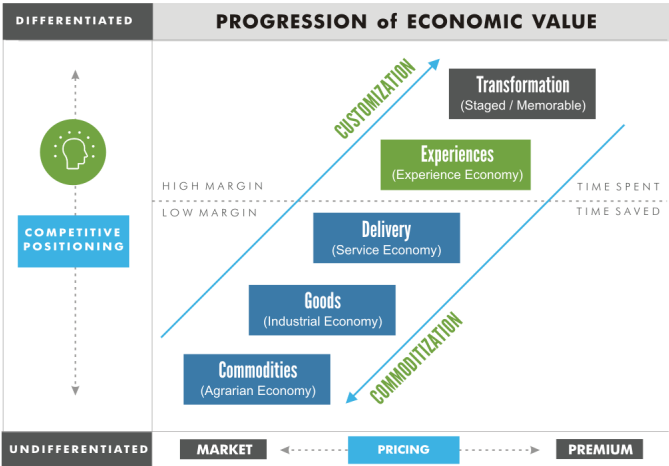 DIFFERENTIATED
PROGRESSION of ECONOMIC VALUE
CUSTOMIZATION
Transformation
(Staged / Memorable)
Experiences
(Experience Economy)
HIGH MARGIN
TIME SPENT
LOW MARGIN
TIME SAVED
COMPETITIVE
POSITIONING
Delivery
(Service Economy)
Goods
(Industrial Economy)
COMMODITIZATION
Commodities
(Agrarian Economy)
UNDIFFERENTIATED
MARKET
PRICING
PREMIUM